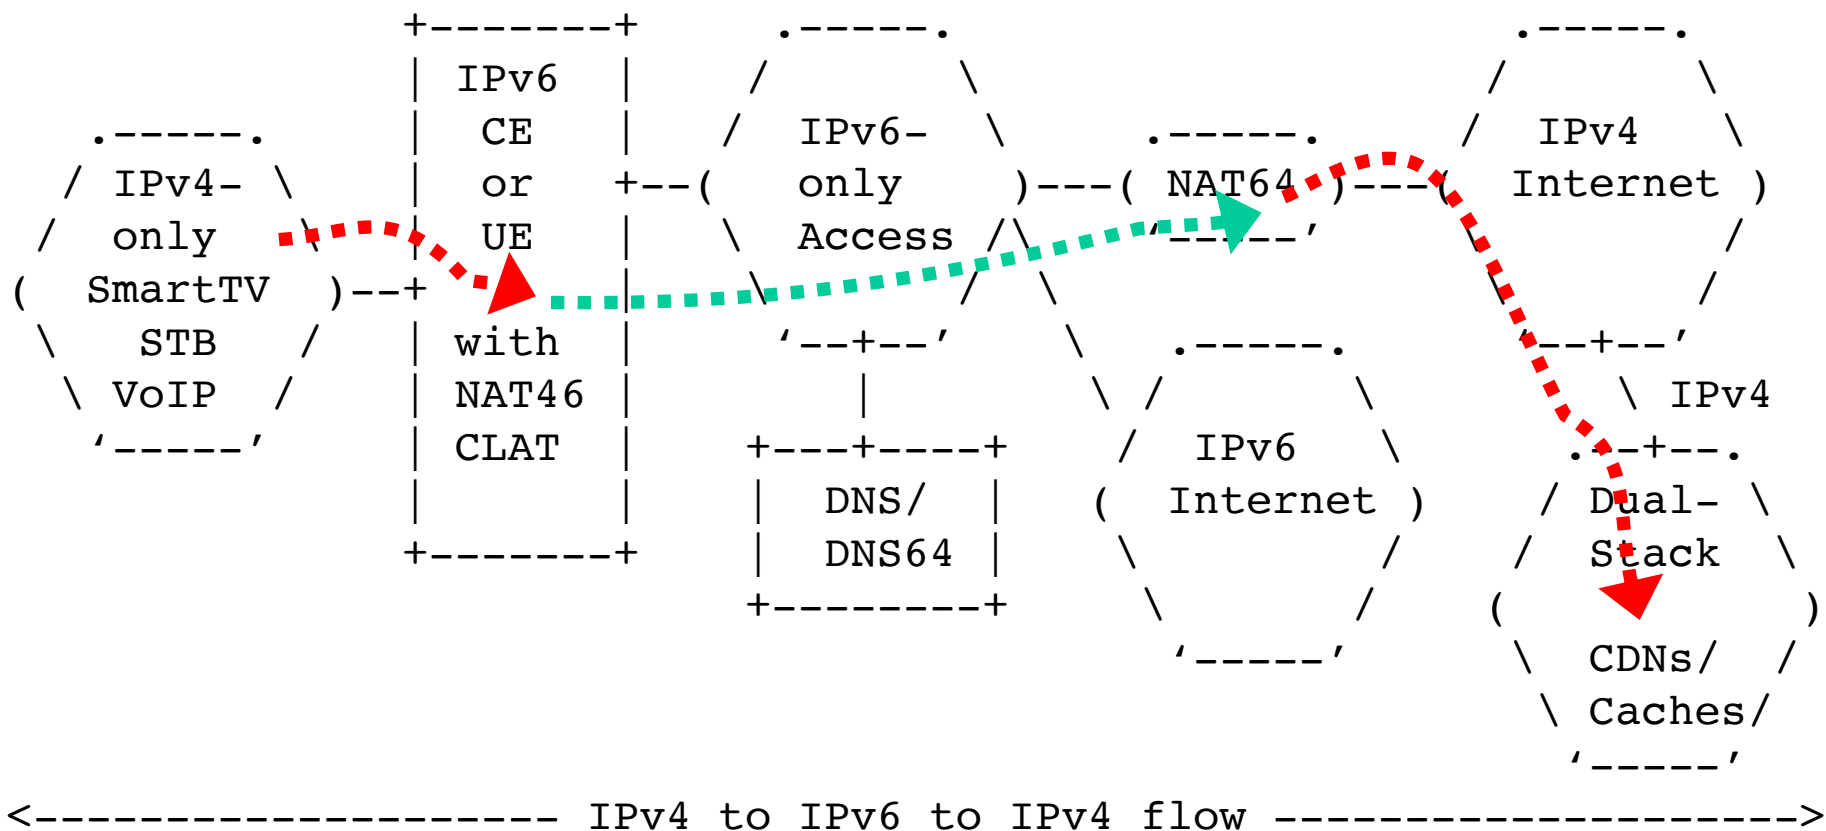 IPv4-
only
SmartTV
STB
VoIP
IPv6
CE
or
UE
with
NAT46
CLAT
IPv6-
only
Access
DNS/
DNS64
NAT64
IPv6
Internet
IPv4
Internet
IPv4
Dual-
Stack
CDNs/
Caches
IPv4 to IPv6 to IPv4 flow